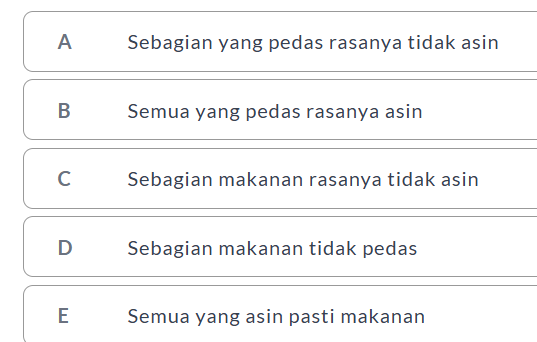 A Sebagian yang pedas rasanya tidak asin
B Semua yang pedas rasanya asin
C Sebagian makanan rasanya tidak asin
D Sebagian makanan tidak pedas
E Semua yang asin pasti makanan